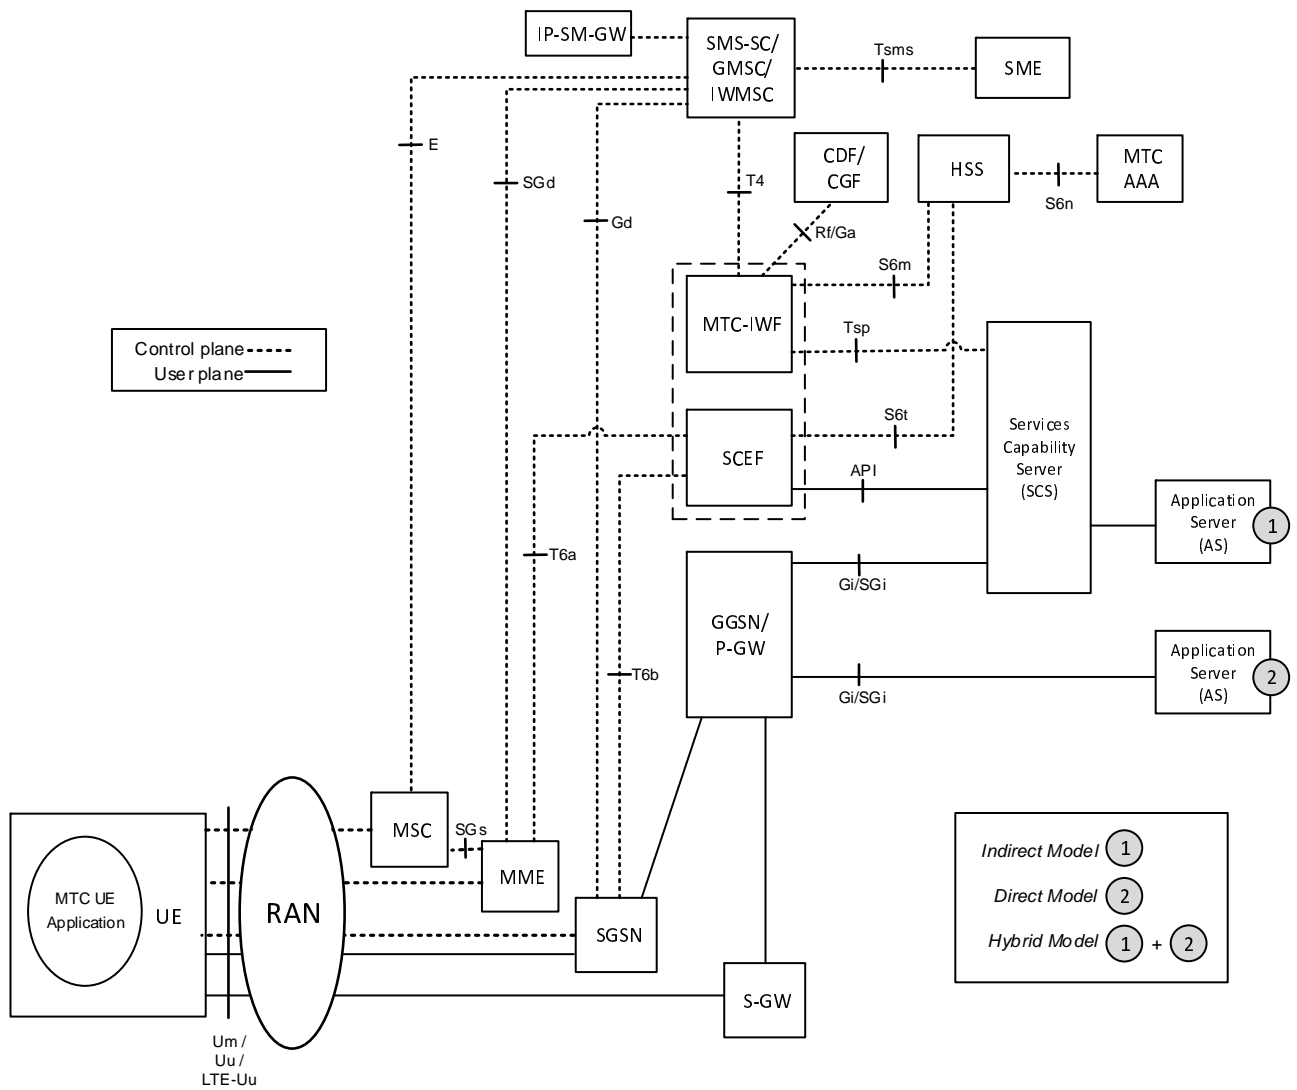 IP-SM-GW
SMS-SC/
GMSC/
IWMSC
Tsms
SME
E
SGd
Gd
T4
CDF/
CGF
Rf/Ga
HSS
S6n
MTC
AAA
S6m
MTC-IWF
Tsp
Control plane
User plane
S6t
SCEF
API
Services
Capability
Server
(SCS)
Application
Server
(AS)
1
T6a
Gi/SGi
GGSN/
P-GW
T6b
Gi/SGi
Application
Server
(AS)
2
MSC
SGs
MME
MTC UE
Application
UE
RAN
SGSN
S-GW
Um /
Uu /
LTE-Uu
Indirect Model 1
Direct Model 2
Hybrid Model 1 + 2